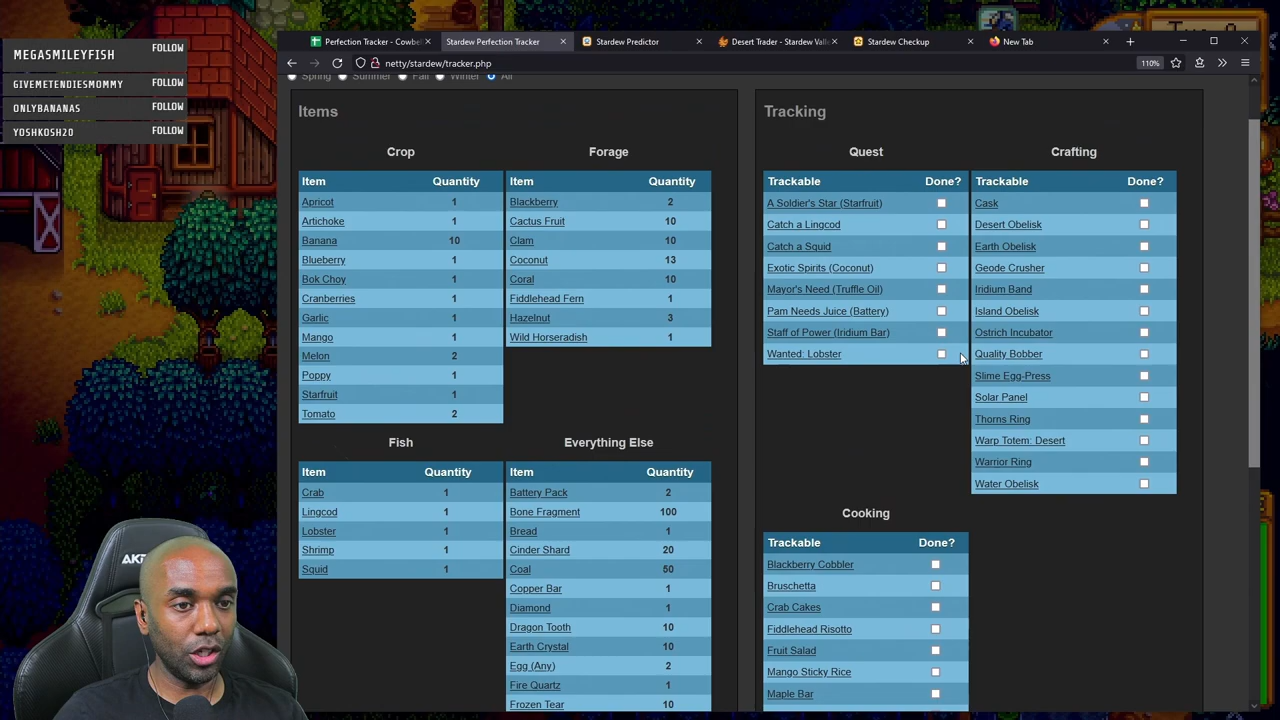 MEGASMILEYFISH FOLLOW
GIVEMETENDIESMOMMY FOLLOW
ONLYBANANAS FOLLOW
YOSHKOSH20 FOLLOW
Perfection Tracker - Cowbe
Stardew Perfection Tracker
Stardew Predictor
Desert Trader - Stardew Vall
Stardew Checkup
New Tab
netty/stardew/tracker.php
110%
Spring Summer Fall Winter All
Items
Crop
Item Quantity
Apricot 1
Artichoke 1
Banana 10
Blueberry 1
Bok Choy 1
Cranberries 1
Garlic 1
Mango 1
Melon 2
Poppy 1
Starfruit 1
Tomato 2
Forage
Item Quantity
Blackberry 2
Cactus Fruit 10
Clam 10
Coconut 13
Coral 10
Fiddlehead Fern 1
Hazelnut 3
Wild Horseradish 1
Fish
Item Quantity
Crab 1
Lingcod 1
Lobster 1
Shrimp 1
Squid 1
Everything Else
Item Quantity
Battery Pack 2
Bone Fragment 100
Bread 1
Cinder Shard 20
Coal 50
Copper Bar 1
Diamond 1
Dragon Tooth 10
Earth Crystal 10
Egg (Any) 2
Fire Quartz 1
Frozen Tear 10
Tracking
Quest
Trackable Done?
A Soldier's Star (Starfruit)
Catch a Lingcod
Catch a Squid
Exotic Spirits (Coconut)
Mayor's Need (Truffle Oil)
Pam Needs Juice (Battery)
Staff of Power (Iridium Bar)
Wanted: Lobster
Crafting
Trackable Done?
Cask
Desert Obelisk
Earth Obelisk
Geode Crusher
Iridium Band
Island Obelisk
Ostrich Incubator
Quality Bobber
Slime Egg-Press
Solar Panel
Thorns Ring
Warp Totem: Desert
Warrior Ring
Water Obelisk
Cooking
Trackable Done?
Blackberry Cobbler
Bruschetta
Crab Cakes
Fiddlehead Risotto
Fruit Salad
Mango Sticky Rice
Maple Bar